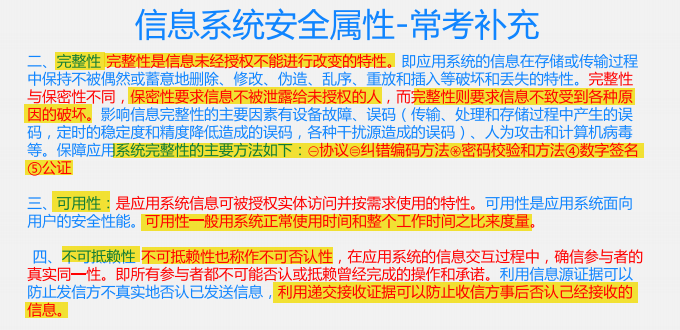 信息系统安全属性-常考补充
二、完整性 完整性是信息未经授权不能进行改变的特性。即应用系统的信息在存储或传输过程
中保持不被偶然或蓄意地删除、修改、伪造、乱序、重放和插入等破坏和丢失的特性。完整性
与保密性不同，保密性要求信息不被泄露给未授权的人，而完整性则要求信息不致受到各种原
因的破坏。影响信息完整性的主要因素有设备故障、误码（传输、处理和存储过程中产生的误
码，定时的稳定度和精度降低造成的误码，各种干扰源造成的误码）、人为攻击和计算机病毒
等。保障应用系统完整性的主要方法如下：㊀协议㊁纠错编码方法㊃密码校验和方法④数字签名
⑤公证
三、可用性：是应用系统信息可被授权实体访问并按需求使用的特性。可用性是应用系统面向
用户的安全性能。可用性一般用系统正常使用时间和整个工作时间之比来度量。
四、不可抵赖性 不可抵赖性也称作不可否认性，在应用系统的信息交互过程中，确信参与者的
真实同一性。即所有参与者都不可能否认或抵赖曾经完成的操作和承诺。利用信息源证据可以
防止发信方不真实地否认已发送信息，利用递交接收证据可以防止收信方事后否认己经接收的
信息。